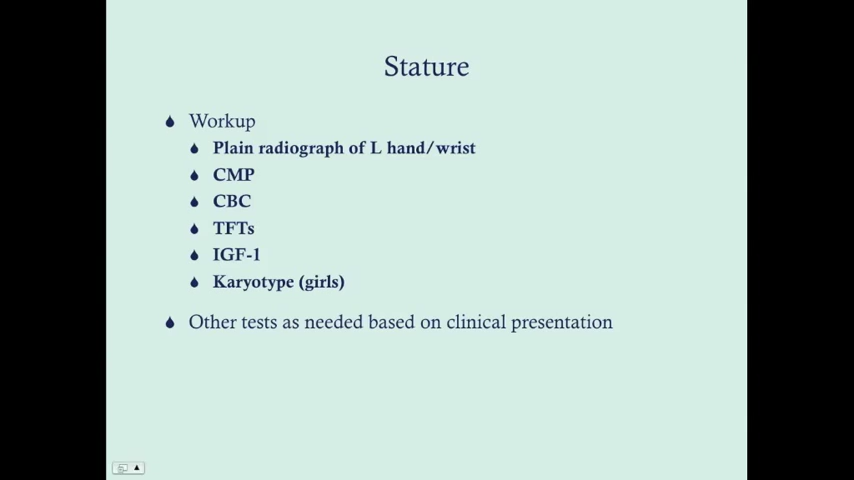 Stature
Workup
Plain radiograph of L hand/wrist
CMP
CBC
TFTs
IGF-1
Karyotype (girls)
Other tests as needed based on clinical presentation